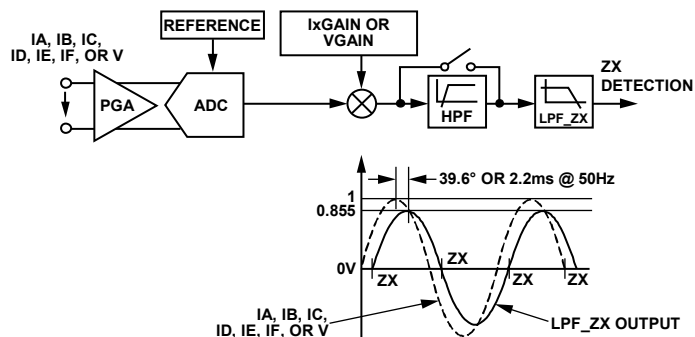 IA, IB, IC,
ID, IE, IF, OR V
REFERENCE
IxGAIN OR
VGAIN
PGA
ADC
HPF
LPF_ZX
ZX
DETECTION
39.6° OR 2.2ms @ 50Hz
1
0.855
0V
ZX
ZX
ZX
ZX
IA, IB, IC,
ID, IE, IF, OR V
LPF_ZX OUTPUT